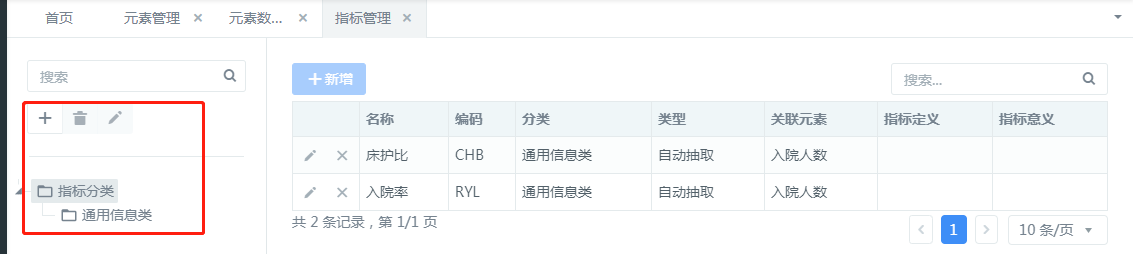 首页 元素管理 元素数... 指标管理
搜索
指标分类
通用信息类
新增 搜索...
名称 编码 分类 类型 关联元素 指标定义 指标意义
床护比 CHB 通用信息类 自动抽取 入院人数
入院率 RYL 通用信息类 自动抽取 入院人数
共 2 条记录，第 1/1 页 1 10 条/页